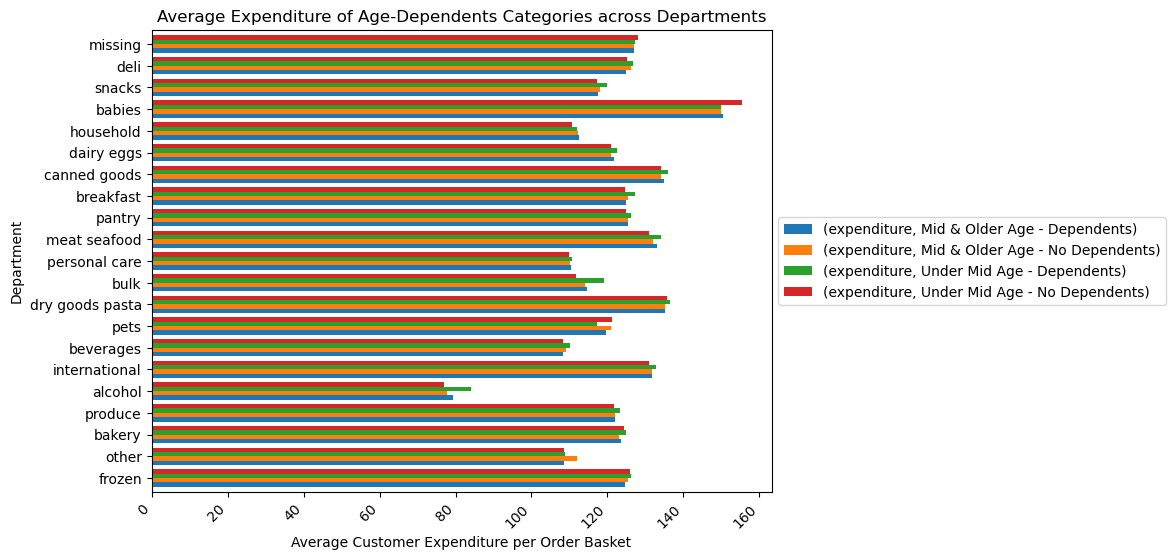 Average Expenditure of Age-Dependents Categories across Departments
missing
deli
snacks
babies
household
dairy eggs
canned goods
breakfast
pantry
meat seafood
personal care
bulk
dry goods pasta
pets
beverages
international
alcohol
produce
bakery
other
frozen
Department
0 20 40 60 80 100 120 140 160
Average Customer Expenditure per Order Basket
(expenditure, Mid & Older Age - Dependents)
(expenditure, Mid & Older Age - No Dependents)
(expenditure, Under Mid Age - Dependents)
(expenditure, Under Mid Age - No Dependents)